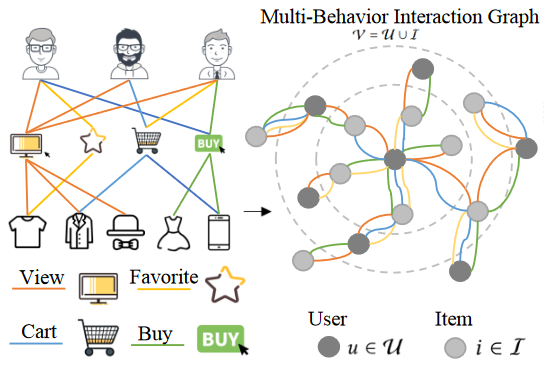 Multi-Behavior Interaction Graph
𝒱 = 𝒰 ∪ ℐ
BUY
View
Favorite
Cart
Buy
BUY
User
Item
u ∈ 𝒰
i ∈ ℐ